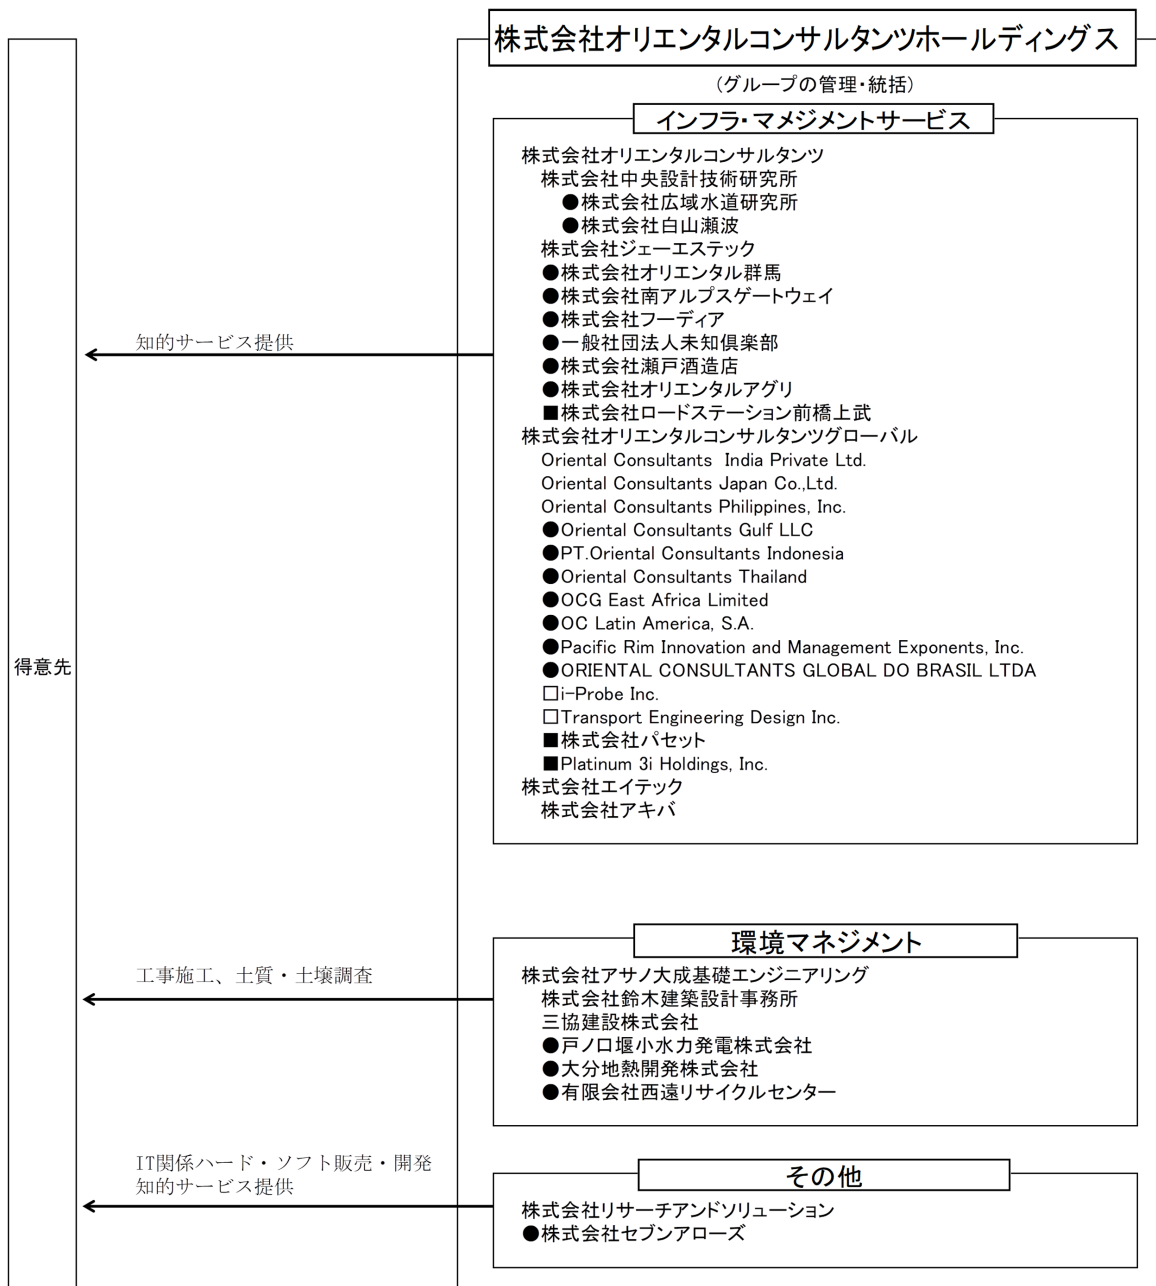 株式会社オリエンタルコンサルタンツホールディングス
(グループの管理・統括)
インフラ・マメジメントサービス
株式会社オリエンタルコンサルタンツ
株式会社中央設計技術研究所
●株式会社広域水道研究所
●株式会社白山瀬波
株式会社ジェーエステック
●株式会社オリエンタル群馬
●株式会社南アルプスゲートウェイ
●株式会社フーディア
●一般社団法人未知倶楽部
●株式会社瀬戸酒造店
●株式会社オリエンタルアグリ
■株式会社ロードステーション前橋上武
株式会社オリエンタルコンサルタンツグローバル
Oriental Consultants India Private Ltd.
Oriental Consultants Japan Co.,Ltd.
Oriental Consultants Philippines, Inc.
●Oriental Consultants Gulf LLC
●PT.Oriental Consultants Indonesia
●Oriental Consultants Thailand
●OCG East Africa Limited
●OC Latin America, S.A.
●Pacific Rim Innovation and Management Exponents, Inc.
●ORIENTAL CONSULTANTS GLOBAL DO BRASIL LTDA
□i-Probe Inc.
□Transport Engineering Design Inc.
■株式会社パセット
■Platinum 3i Holdings, Inc.
株式会社エイテック
株式会社アキバ
知的サービス提供
得意先
環境マネジメント
株式会社アサノ大成基礎エンジニアリング
株式会社鈴木建築設計事務所
三協建設株式会社
●戸ノ口堰小水力発電株式会社
●大分地熱開発株式会社
●有限会社西遠リサイクルセンター
工事施工、土質・土壌調査
その他
株式会社リサーチアンドソリューション
●株式会社セブンアローズ
IT関係ハード・ソフト販売・開発
知的サービス提供